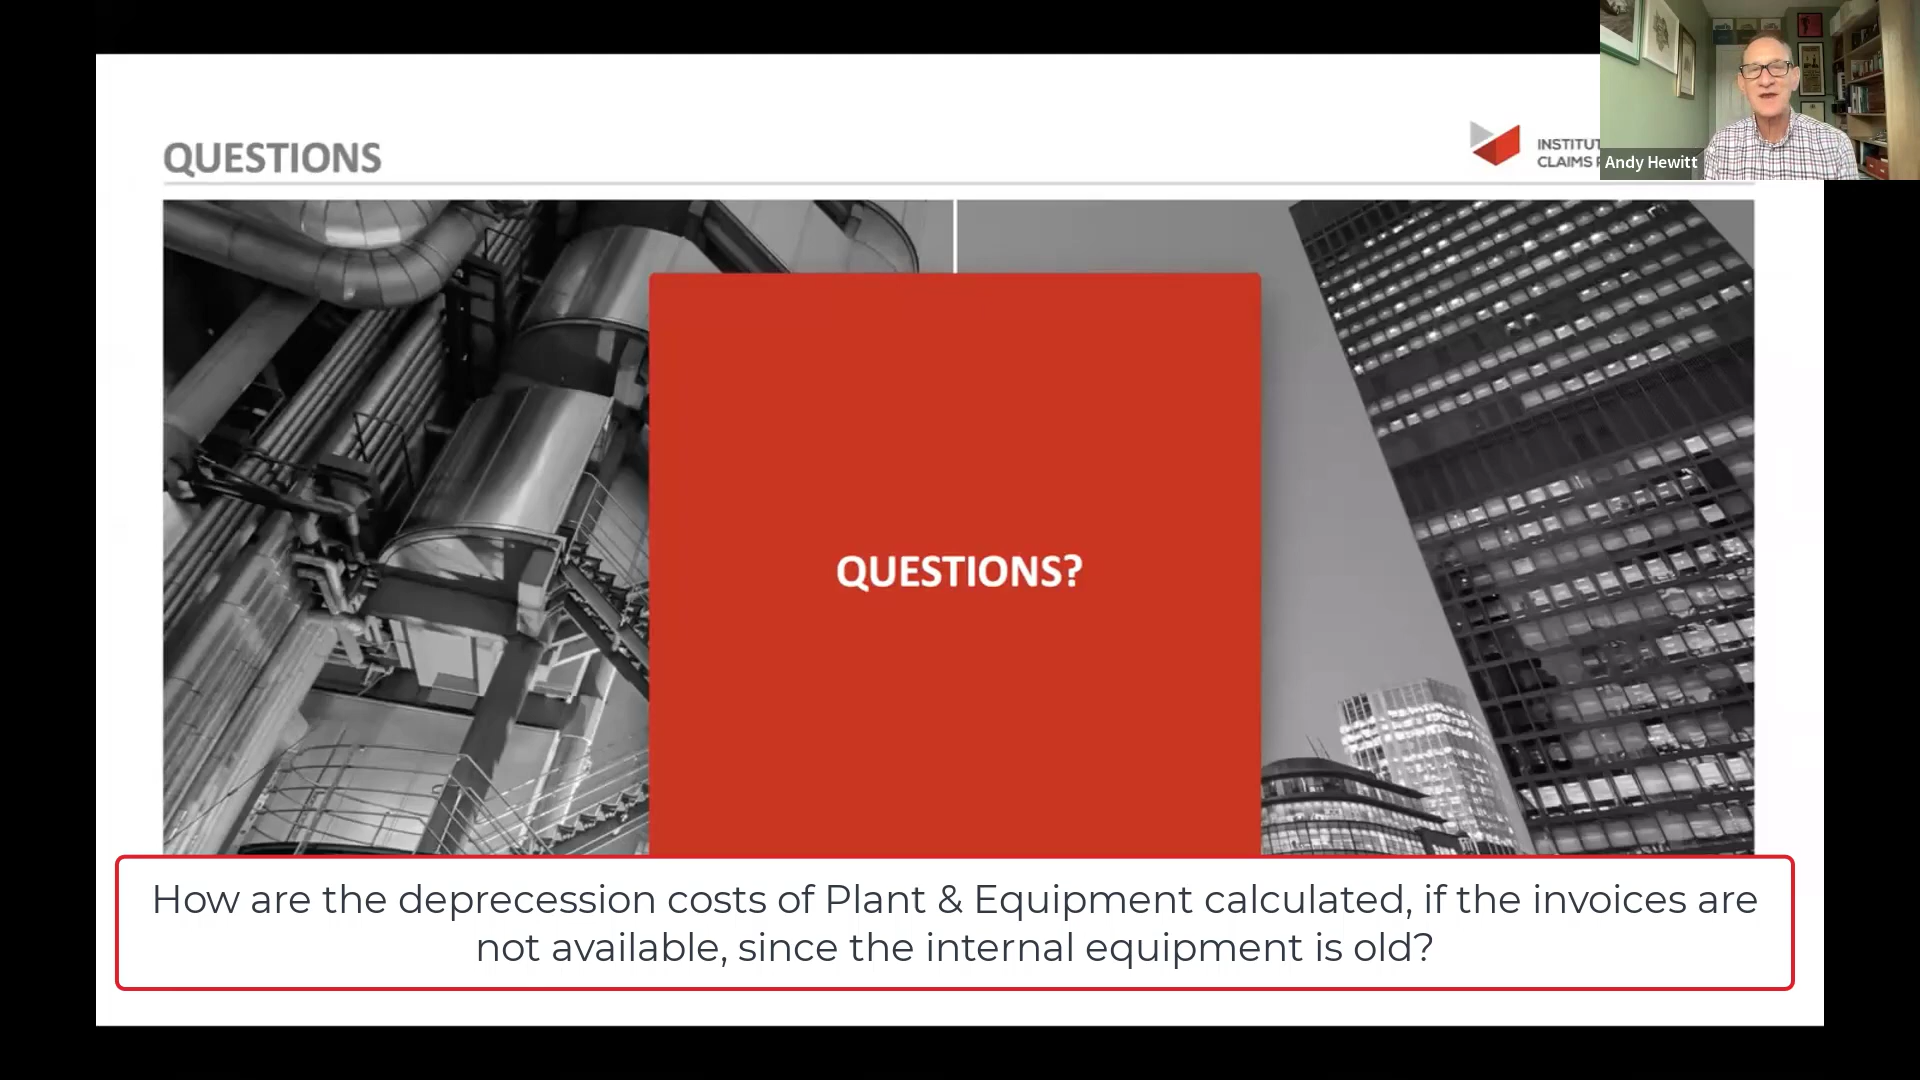 QUESTIONS
INSTITUT
CLAIMS
Andy Hewitt
QUESTIONS?
How are the deprecession costs of Plant & Equipment calculated, if the invoices are
not available, since the internal equipment is old?